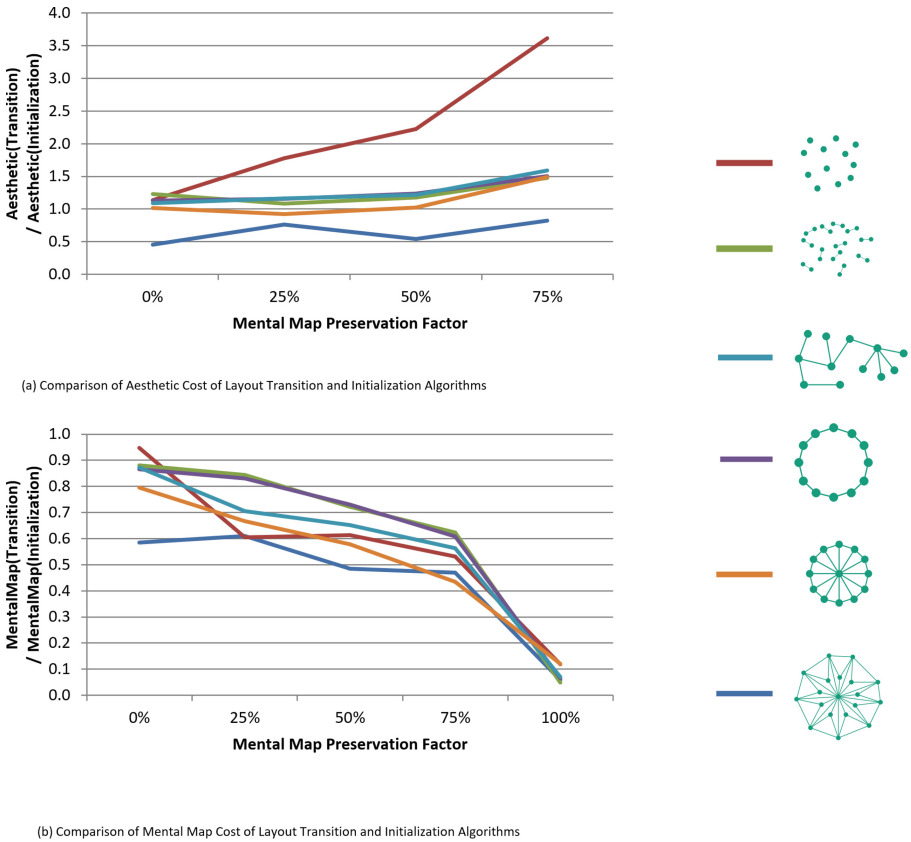 4.0
3.5
3.0
2.5
2.0
1.5
1.0
0.5
0.0
Aesthetic(Transition)
/ Aesthetic(Initialization)
0% 25% 50% 75%
Mental Map Preservation Factor
(a) Comparison of Aesthetic Cost of Layout Transition and Initialization Algorithms
1.0
0.9
0.8
0.7
0.6
0.5
0.4
0.3
0.2
0.1
0.0
MentalMap(Transition)
/ MentalMap(Initialization)
0% 25% 50% 75% 100%
Mental Map Preservation Factor
(b) Comparison of Mental Map Cost of Layout Transition and Initialization Algorithms